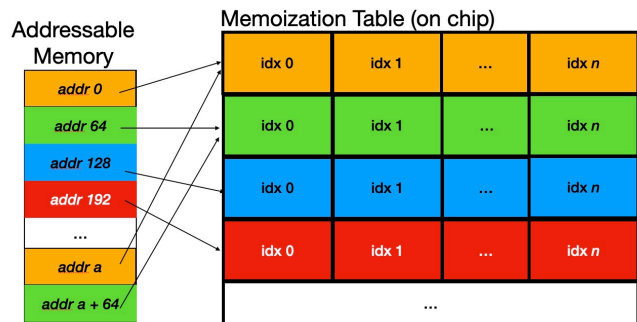 Addressable
Memory
addr 0
addr 64
addr 128
addr 192
...
addr a
addr a + 64
Memoization Table (on chip)
idx 0 idx 1 ... idx n
idx 0 idx 1 ... idx n
idx 0 idx 1 ... idx n
idx 0 idx 1 ... idx n
...